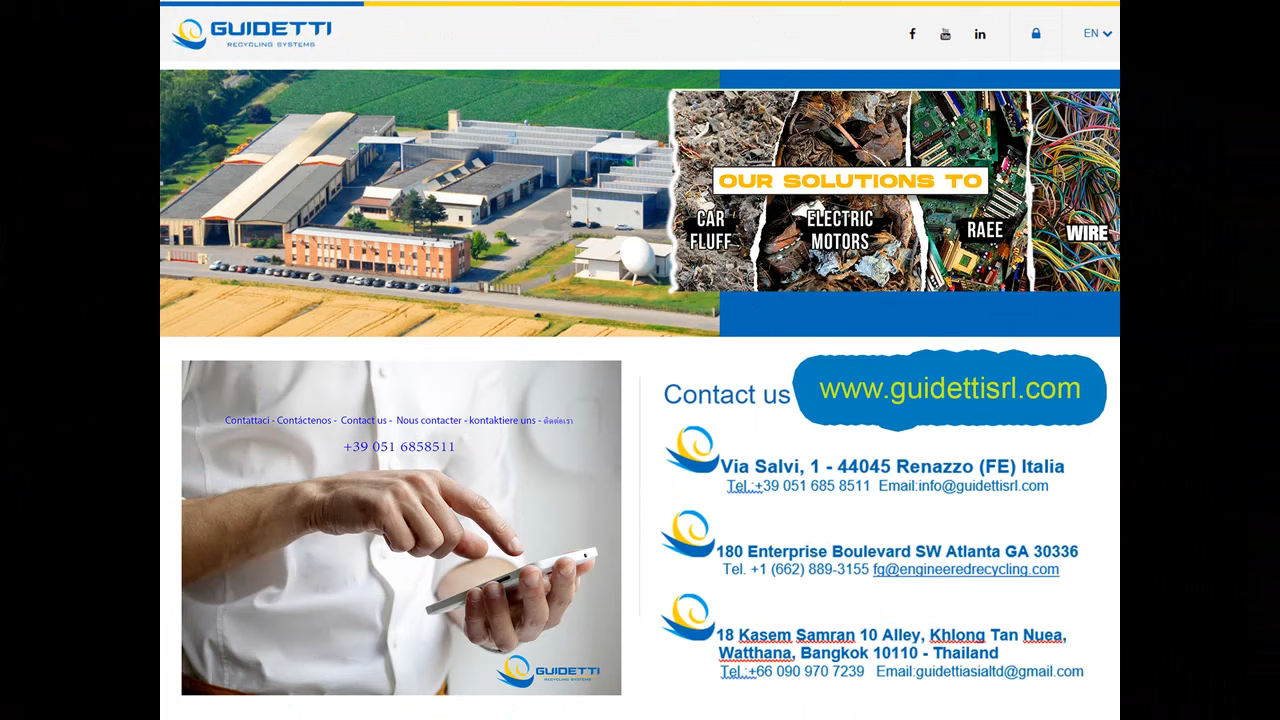 GUIDETTI
RECYCLING SYSTEMS
f You Tube in EN
OUR SOLUTIONS TO
CAR FLUFF
ELECTRIC MOTORS
RAEE
WIRE
Contattaci - Contáctenos - Contact us - Nous contacter - kontaktiere uns - ติดต่อเรา
+39 051 6858511
GUIDETTI
RECYCLING SYSTEMS
Contact us
www.guidettisrl.com
Via Salvi, 1 - 44045 Renazzo (FE) Italia
Tel.:+39 051 685 8511 Email:info@guidettisrl.com
180 Enterprise Boulevard SW Atlanta GA 30336
Tel. +1 (662) 889-3155 fg@engineeredrecycling.com
18 Kasem Samran 10 Alley, Khlong Tan Nuea,
Watthana, Bangkok 10110 - Thailand
Tel.:+66 090 970 7239 Email:guidettiasialtd@gmail.com